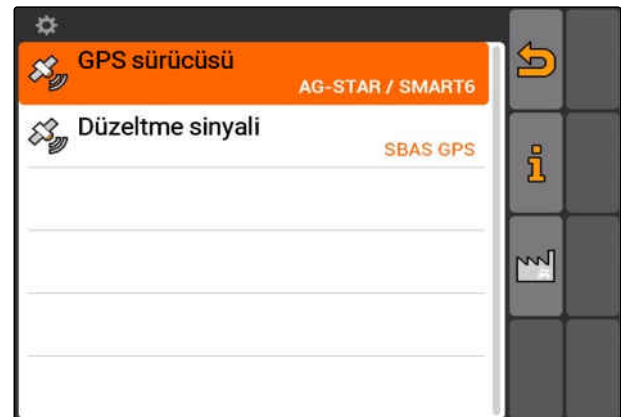 GPS sürücüsü
AG-STAR / SMART6
Düzeltme sinyali
SBAS GPS